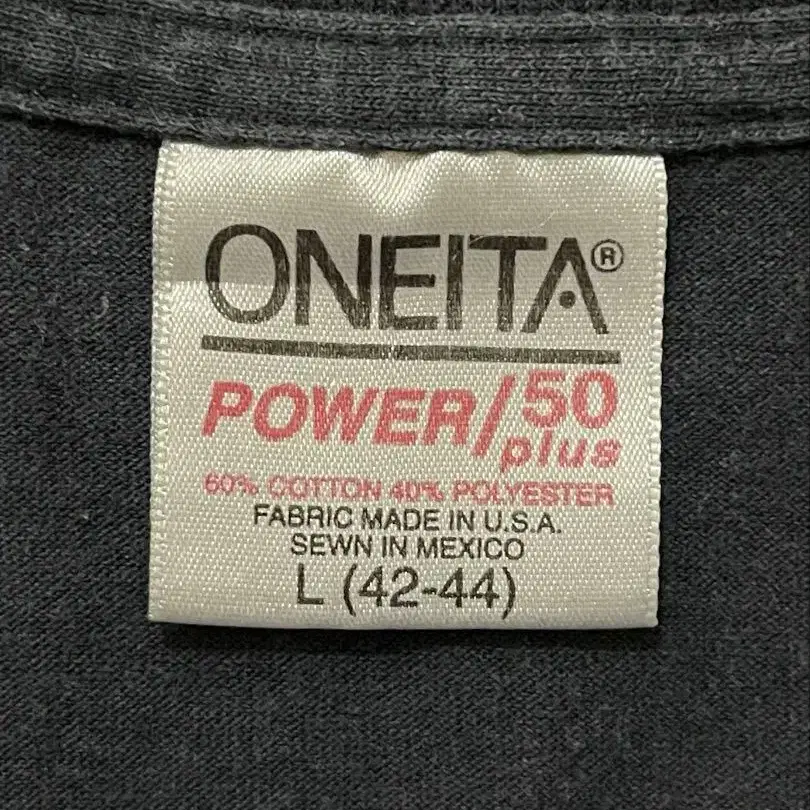 ONEITA®
POWER/50
plus
60% COTTON 40% POLYESTER
FABRIC MADE IN U.S.A.
SEWN IN MEXICO
L (42-44)